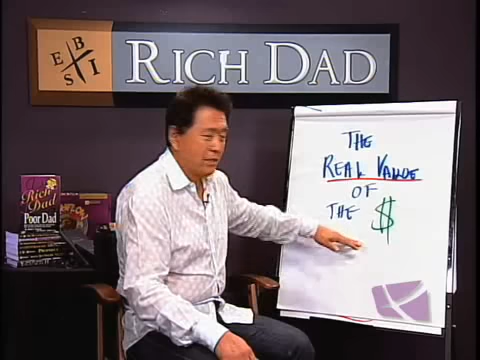 E B S I
RICH DAD
THE
REAL VALUE
OF
THE $
Rich
Dad
Poor Dad